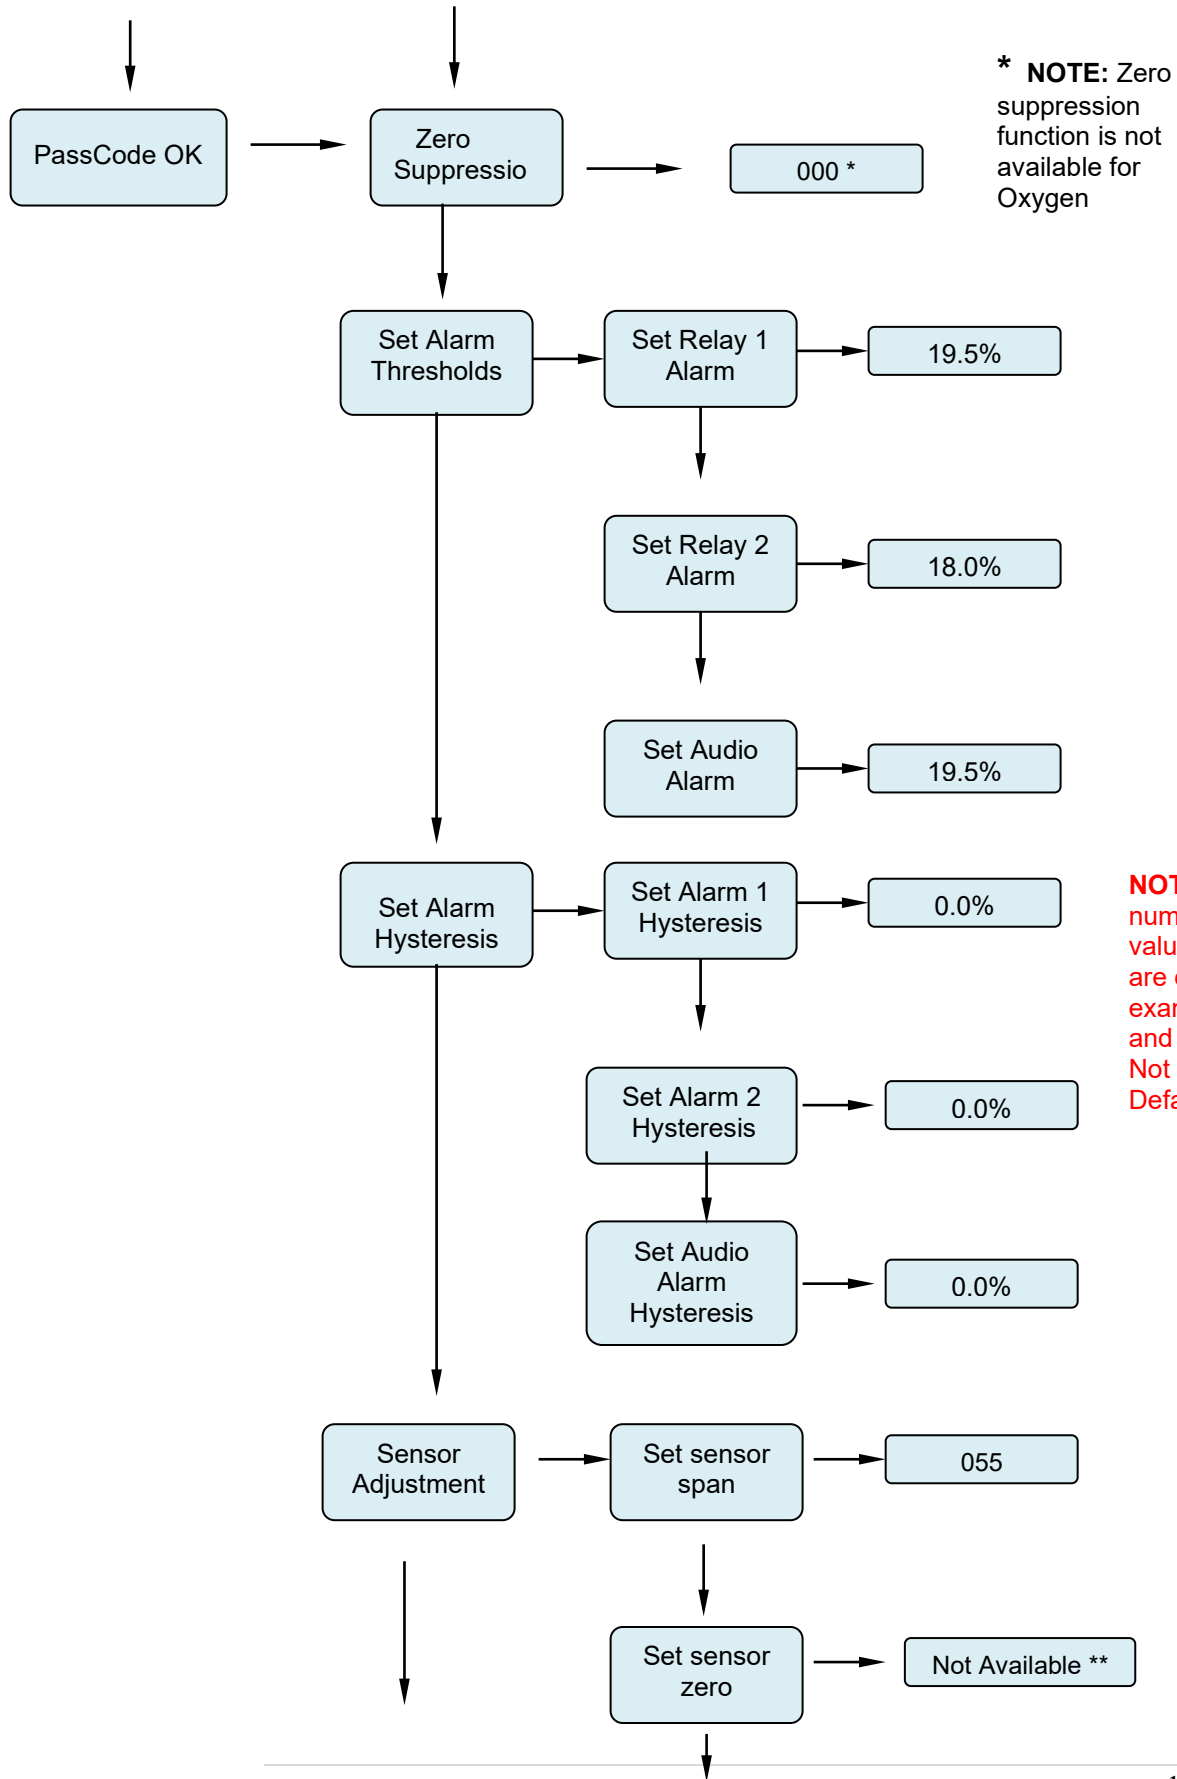 * NOTE: Zero
suppression
function is not
available for
Oxygen
PassCode OK
Zero
Suppressio
000 *
Set Alarm
Thresholds
Set Relay 1
Alarm
19.5%
Set Relay 2
Alarm
18.0%
Set Audio
Alarm
19.5%
Set Alarm
Hysteresis
Set Alarm 1
Hysteresis
0.0%
Set Alarm 2
Hysteresis
0.0%
Set Audio
Alarm
Hysteresis
0.0%
are
and
Not
Sensor
Adjustment
Set sensor
span
055
Set sensor
zero
Not Available **